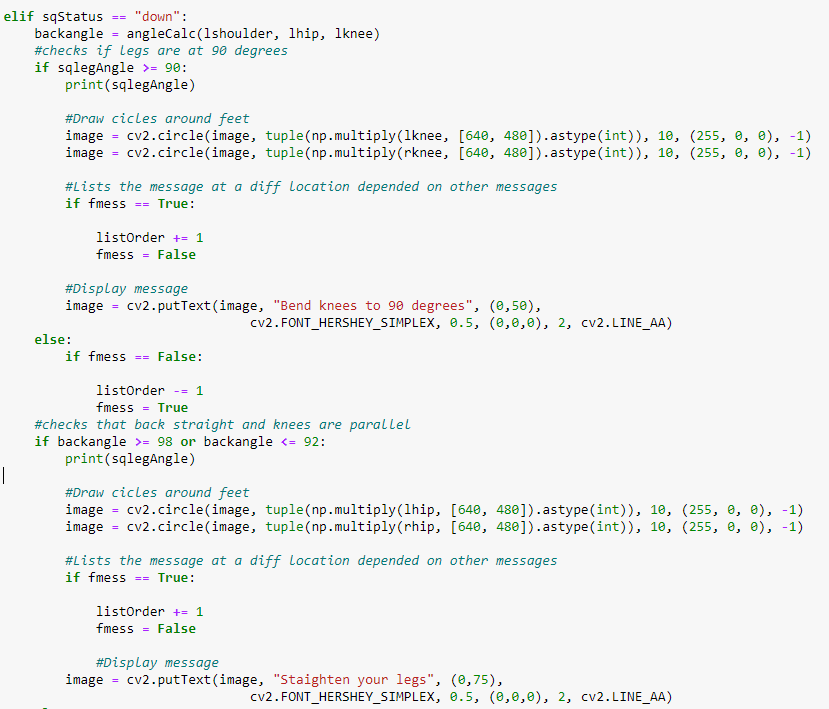 elif sqStatus == "down":
    backangle = angleCalc(lshoulder, lhip, lknee)
    #checks if legs are at 90 degrees
    if sqlegAngle >= 90:
        print(sqlegAngle)
        #Draw cicles around feet
        image = cv2.circle(image, tuple(np.multiply(lknee, [640, 480]).astype(int)), 10, (255, 0, 0), -1)
        image = cv2.circle(image, tuple(np.multiply(rknee, [640, 480]).astype(int)), 10, (255, 0, 0), -1)
        #Lists the message at a diff location depended on other messages
        if fmess == True:
            listOrder += 1
            fmess = False
        #Display message
        image = cv2.putText(image, "Bend knees to 90 degrees", (0,50),
                                cv2.FONT_HERSHEY_SIMPLEX, 0.5, (0,0,0), 2, cv2.LINE_AA)
    else:
        if fmess == False:
            listOrder -= 1
            fmess = True
    #checks that back straight and knees are parallel
    if backangle >= 98 or backangle <= 92:
        print(sqlegAngle)
        #Draw cicles around feet
        image = cv2.circle(image, tuple(np.multiply(lhip, [640, 480]).astype(int)), 10, (255, 0, 0), -1)
        image = cv2.circle(image, tuple(np.multiply(rhip, [640, 480]).astype(int)), 10, (255, 0, 0), -1)
        #Lists the message at a diff location depended on other messages
        if fmess == True:
            listOrder += 1
            fmess = False
            #Display message
        image = cv2.putText(image, "Staighten your legs", (0,75),
                                cv2.FONT_HERSHEY_SIMPLEX, 0.5, (0,0,0), 2, cv2.LINE_AA)